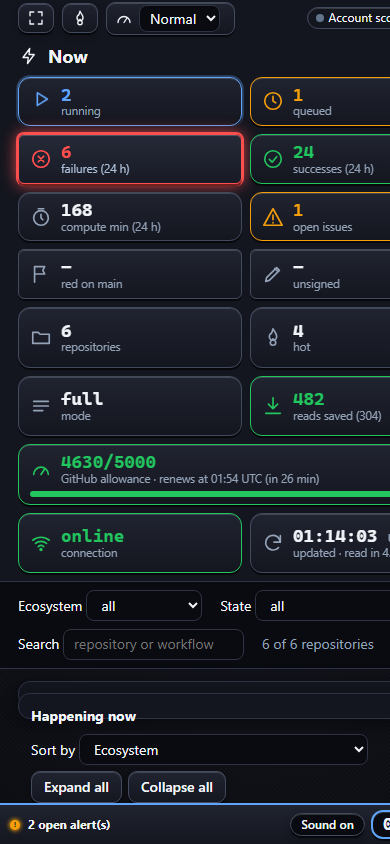 Normal
Account sco
Now
2
running
1
queued
6
failures (24 h)
24
successes (24 h)
168
compute min (24 h)
1
open issues
–
red on main
–
unsigned
6
repositories
4
hot
full
mode
482
reads saved (304)
4630/5000
GitHub allowance · renews at 01:54 UTC (in 26 min)
online
connection
01:14:03
updated · read in 4.
Ecosystem all State all
Search repository or workflow 6 of 6 repositories
Happening now
Sort by Ecosystem
Expand all Collapse all
2 open alert(s) Sound on